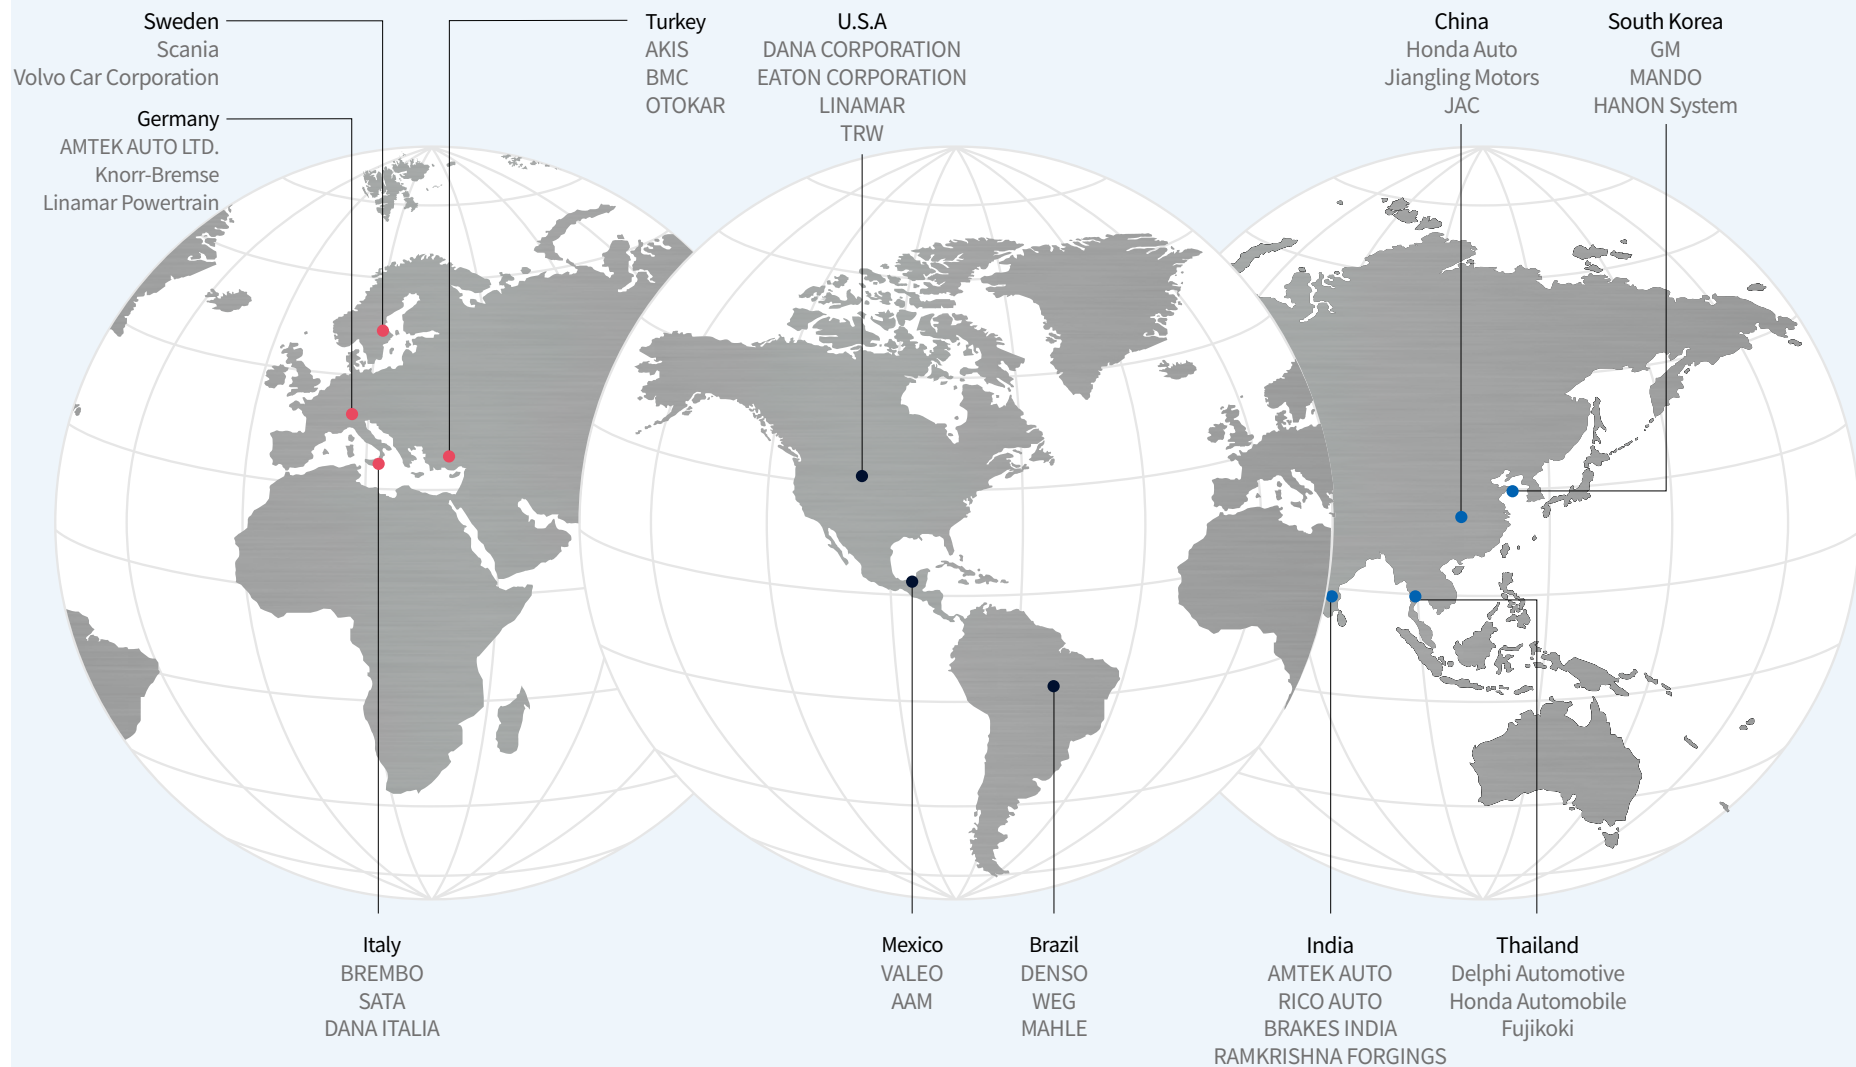 Sweden
Scania
Volvo Car Corporation
Germany
AMTEK AUTO LTD.
Knorr-Bremse
Linamar Powertrain
Turkey
AKIS
BMC
OTOKAR
U.S.A
DANA CORPORATION
EATON CORPORATION
LINAMAR
TRW
China
Honda Auto
Jiangling Motors
JAC
South Korea
GM
MANDO
HANON System
Italy
BREMBO
SATA
DANA ITALIA
Mexico
VALEO
AAM
Brazil
DENSO
WEG
MAHLE
India
AMTEK AUTO
RICO AUTO
BRAKES INDIA
RAMKRISHNA FORGINGS
Thailand
Delphi Automotive
Honda Automobile
Fujikoki